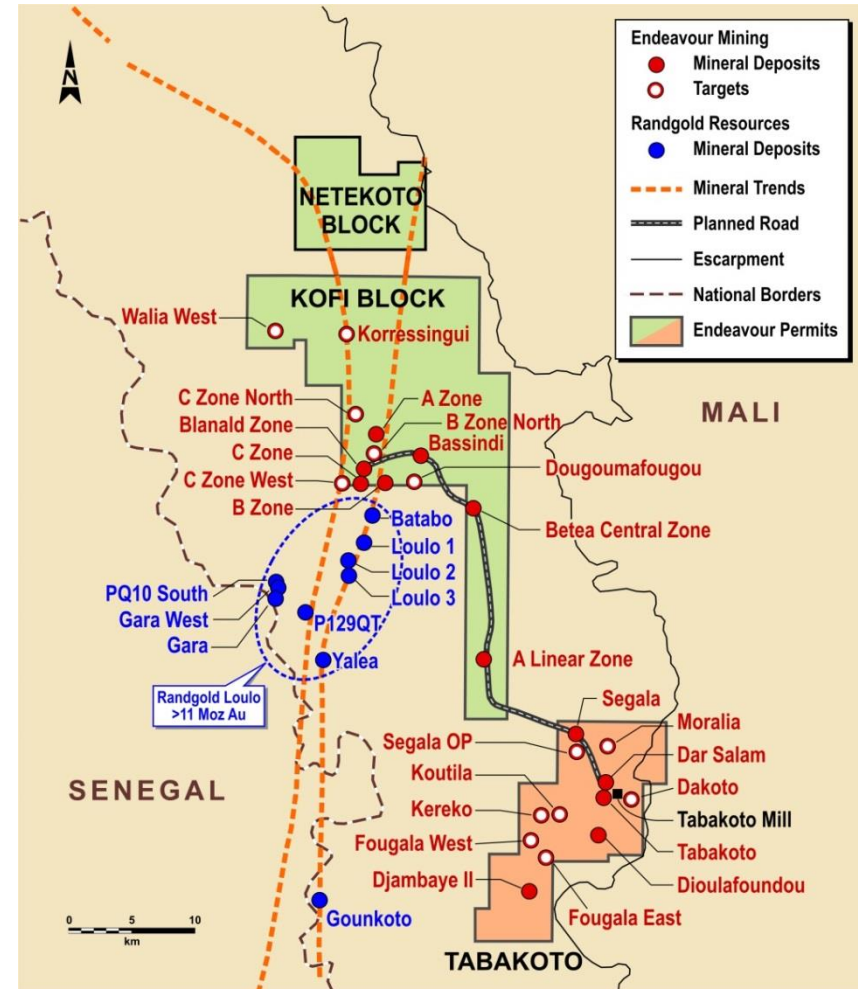 N
Endeavour Mining
Mineral Deposits
Targets
Randgold Resources
Mineral Deposits
Mineral Trends
Planned Road
Escarpment
National Borders
Endeavour Permits
NETEKOTO
BLOCK
KOFI BLOCK
Walia West
Korressingui
MALI
C Zone North
A Zone
Blanald Zone
B Zone North
C Zone
Bassindi
C Zone West
Dougoumafougou
B Zone
Batabo
Betea Central Zone
Loulo 1
Loulo 2
PQ10 South
Loulo 3
Gara West
P129QT
Gara
Yalea
A Linear Zone
Randgold Loulo
>11 Moz Au
Segala
Moralia
Segala OP
Dar Salam
Koutila
Dakoto
SENEGAL
Kereko
Tabakoto Mill
Fougala West
Tabakoto
Djambaye II
Dioulafoundou
Gounkoto
Fougala East
0 5 10
km
TABAKOTO